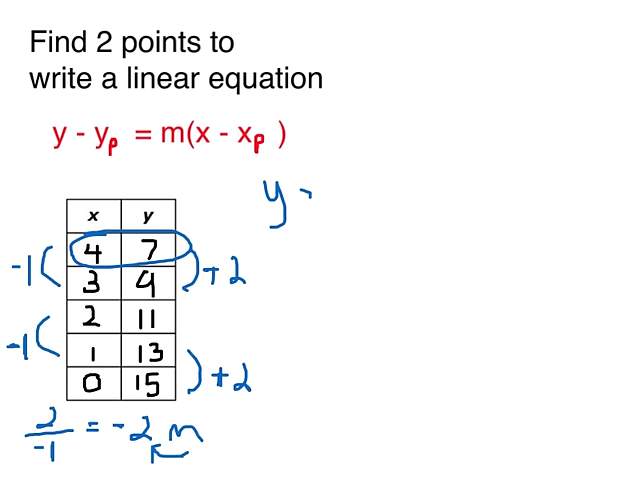 Find 2 points to
write a linear equation
y - yp = m(x - xp )
y -
x y
4 7
-1 ( ) +2
3 9
2 11
-1 (
1 13
) +2
0 15
2/-1 = -2 m